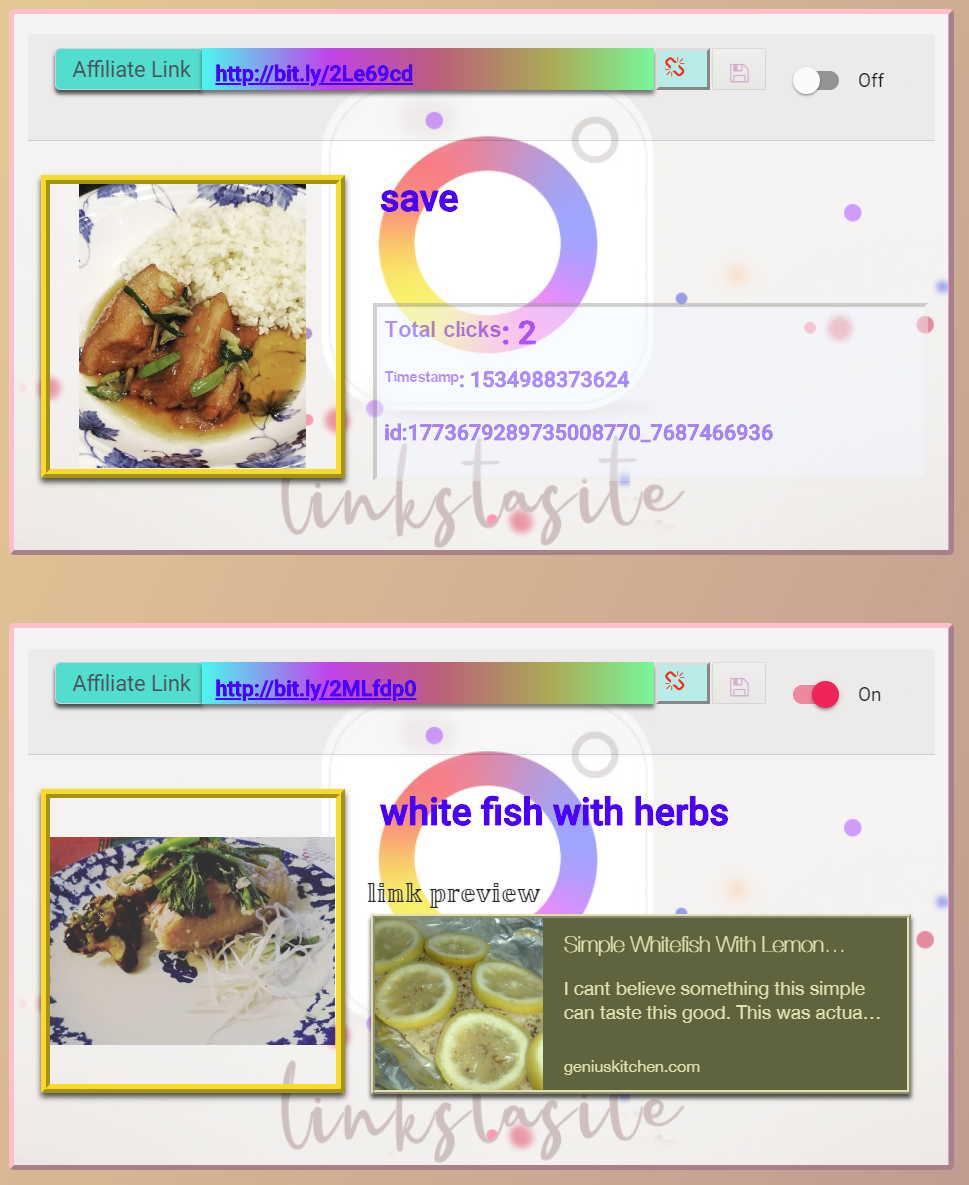 Affiliate Link http://bit.ly/2Le69cd Off
save
Total clicks: 2
Timestamp: 1534988373624
id:1773679289735008770_7687466936
linkstasite
Affiliate Link http://bit.ly/2MLfdp0 On
white fish with herbs
link preview
Simple Whitefish With Lemon…
I cant believe something this simple
can taste this good. This was actua…
geniuskitchen.com
linkstasite